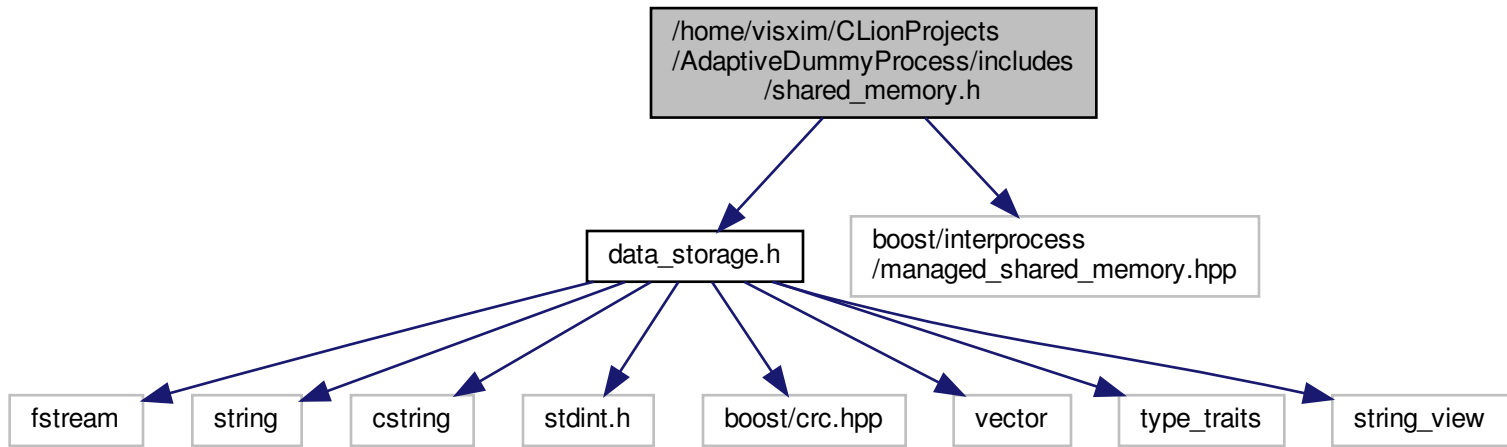 /home/visxim/CLionProjects
/AdaptiveDummyProcess/includes
/shared_memory.h
data_storage.h
boost/interprocess
/managed_shared_memory.hpp
fstream
string
cstring
stdint.h
boost/crc.hpp
vector
type_traits
string_view